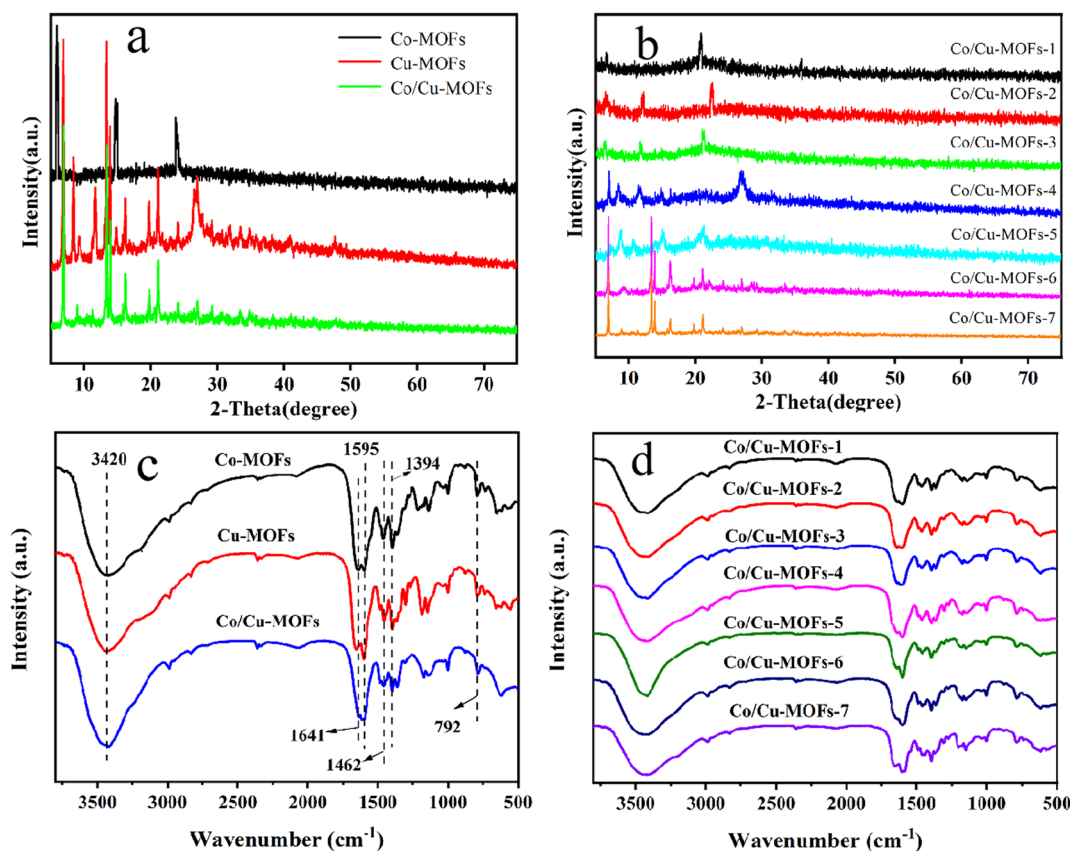 a
Co-MOFs
Cu-MOFs
Co/Cu-MOFs
Intensity(a.u.)
10 20 30 40 50 60 70
2-Theta(degree)
b
Co/Cu-MOFs-1
Co/Cu-MOFs-2
Co/Cu-MOFs-3
Co/Cu-MOFs-4
Co/Cu-MOFs-5
Co/Cu-MOFs-6
Co/Cu-MOFs-7
Intensity(a.u.)
10 20 30 40 50 60 70
2-Theta(degree)
c
3420
1595
1394
Co-MOFs
Cu-MOFs
Co/Cu-MOFs
1641
1462
792
Intensity (a.u.)
3500 3000 2500 2000 1500 1000 500
Wavenumber (cm⁻¹)
d
Co/Cu-MOFs-1
Co/Cu-MOFs-2
Co/Cu-MOFs-3
Co/Cu-MOFs-4
Co/Cu-MOFs-5
Co/Cu-MOFs-6
Co/Cu-MOFs-7
Intensity (a.u.)
3500 3000 2500 2000 1500 1000 500
Wavenumber (cm⁻¹)